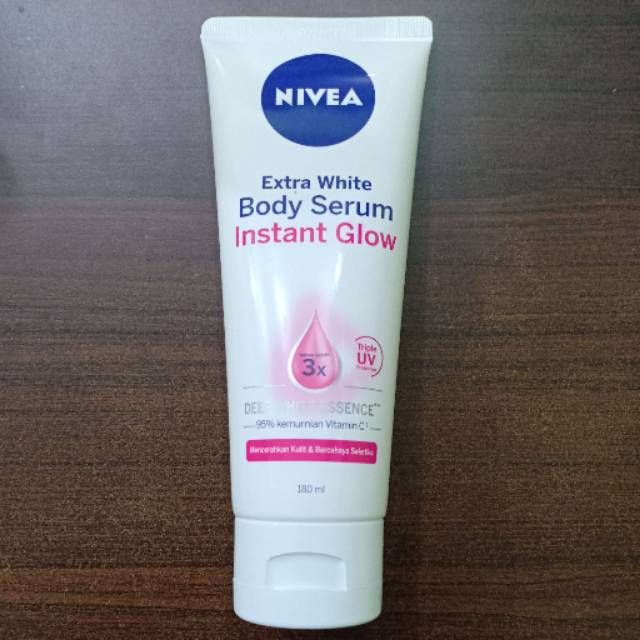 NIVEA
Extra White
Body Serum
Instant Glow
3x
Triple
UV
DEEP WHITE ESSENCE**
95% kemurnian Vitamin C
Mencerahkan Kulit & Bercahaya Seketika
180 ml